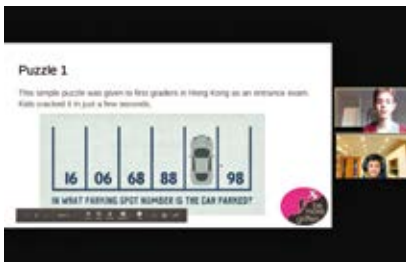 Puzzle 1
This simple puzzle was given to first graders in Hong Kong as an entrance exam.
Kids cracked it in just a few seconds.
16 06 68 88 98
IN WHAT PARKING SPOT NUMBER IS THE CAR PARKED?